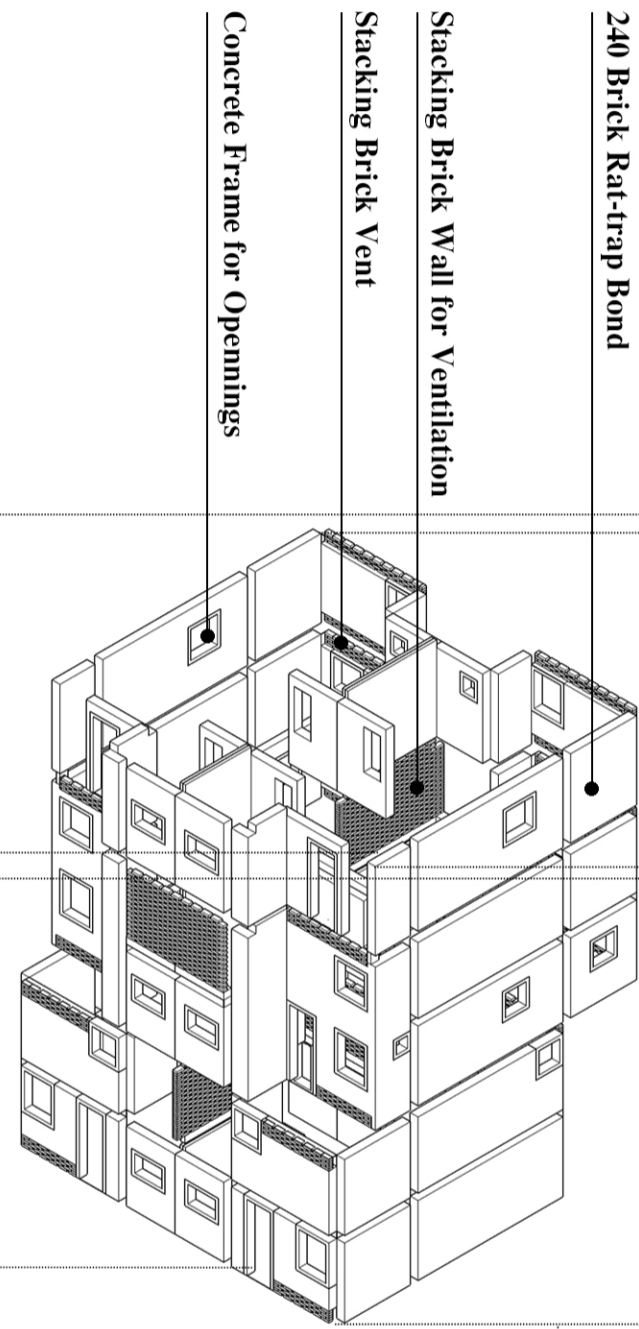 240 Brick Rat-trap Bond
Stacking Brick Wall for Ventilation
Stacking Brick Vent
Concrete Frame for Opennings